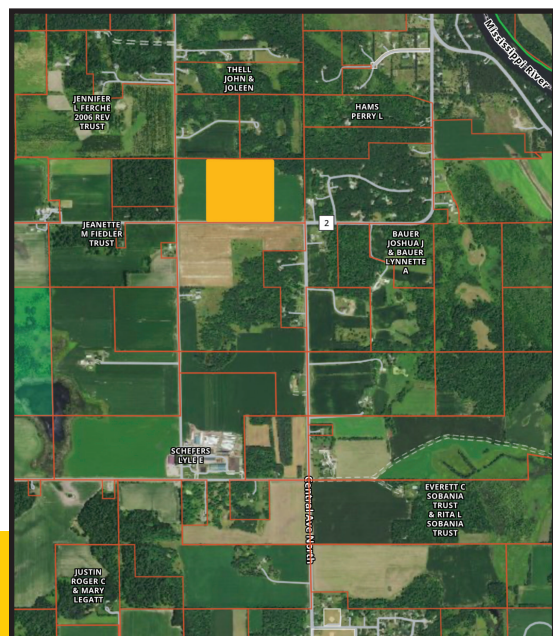 Mississippi River
THELL
JOHN &
JOLEEN
JENNIFER
L FERCHE
2006 REV
TRUST
HAMS
PERRY L
JEANETTE
M FIEDLER
TRUST
2
BAUER
JOSHUA J
& BAUER
LYNNETTE
A
SCHEFERS
LYLE E
Central Ave North
EVERETT C
SOBANIA
TRUST
& RITA L
SOBANIA
TRUST
JUSTIN
ROGER C
& MARY
LEGATT